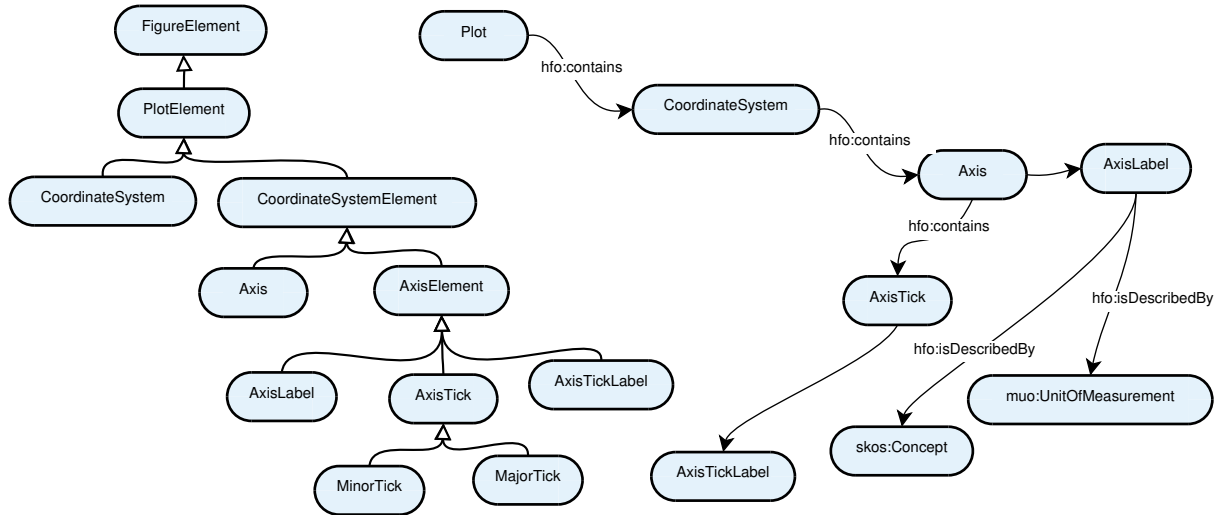 FigureElement
Plot
hfo:contains
PlotElement
CoordinateSystem
hfo:contains
CoordinateSystem
CoordinateSystemElement
Axis
AxisLabel
hfo:contains
Axis
AxisElement
AxisTick
hfo:isDescribedBy
hfo:isDescribedBy
AxisLabel
AxisTick
AxisTickLabel
muo:UnitOfMeasurement
skos:Concept
MinorTick
MajorTick
AxisTickLabel